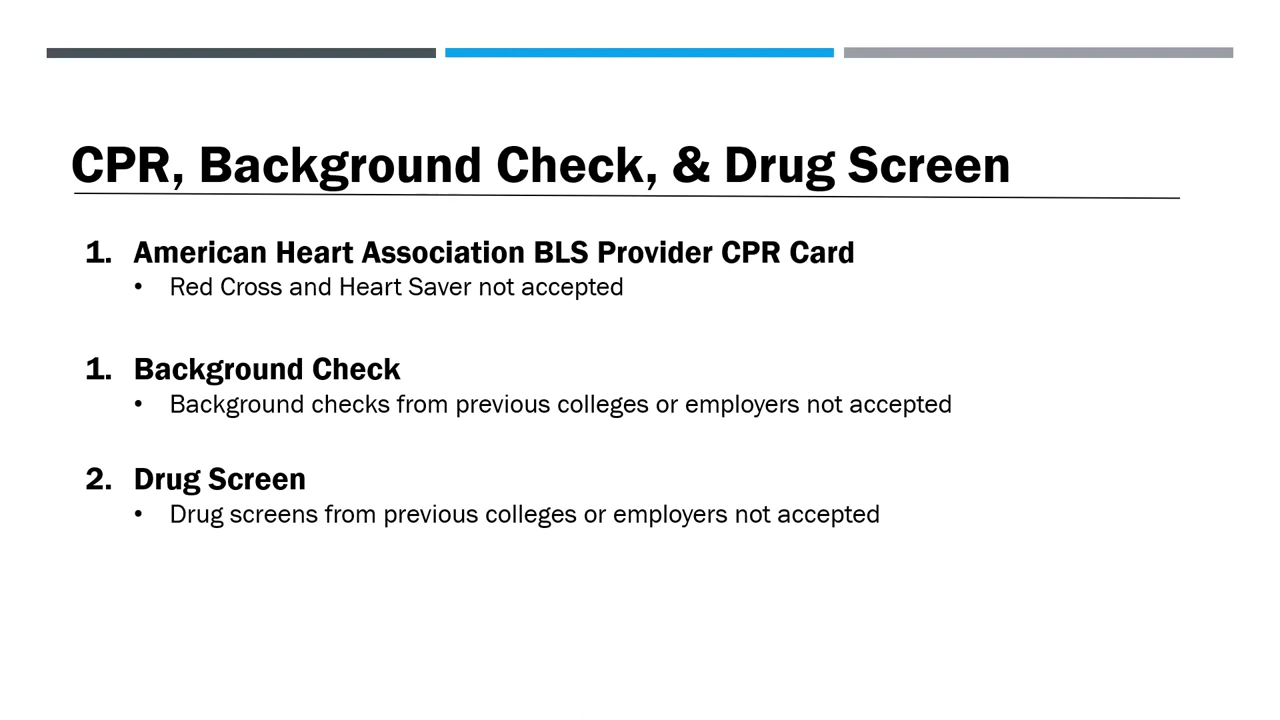 CPR, Background Check, & Drug Screen
1. American Heart Association BLS Provider CPR Card
• Red Cross and Heart Saver not accepted
1. Background Check
• Background checks from previous colleges or employers not accepted
2. Drug Screen
• Drug screens from previous colleges or employers not accepted